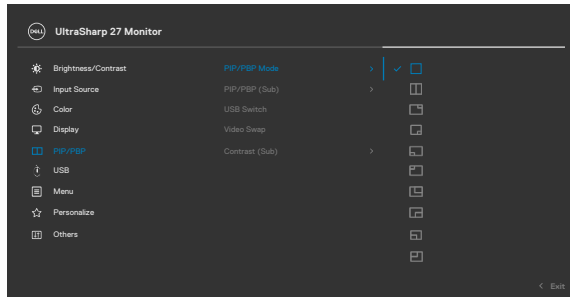 DELL UltraSharp 27 Monitor
Brightness/Contrast PIP/PBP Mode
Input Source PIP/PBP (Sub)
Color USB Switch
Display Video Swap
PIP/PBP Contrast (Sub)
USB
Menu
Personalize
Others
Exit